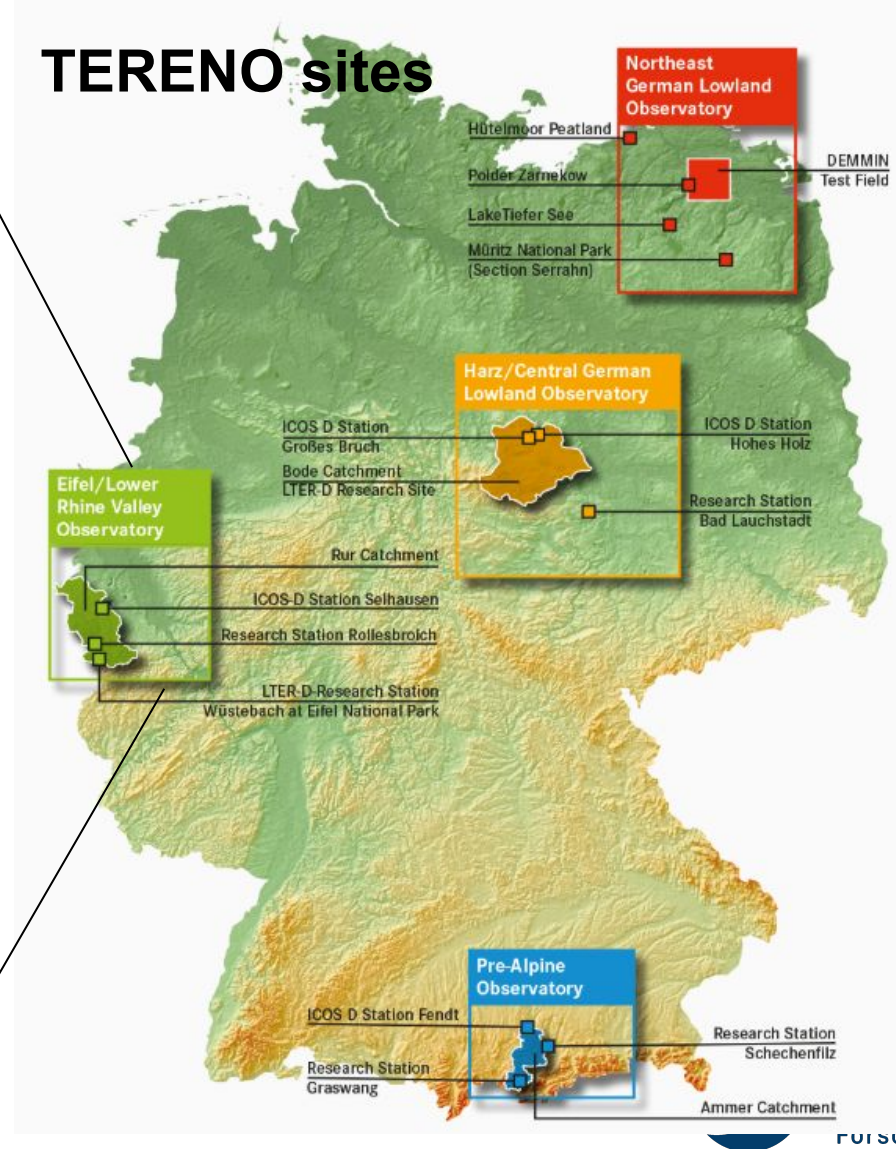 TERENO sites
Northeast
German Lowland
Observatory
Hütelmoor Peatland
DEMMIN
Test Field
Polder Zarnekow
LakeTiefer See
Müritz National Park
(Section Serrahn)
Harz/Central German
Lowland Observatory
ICOS D Station
Großes Bruch
ICOS D Station
Hohes Holz
Bode Catchment
LTER-D Research Site
Research Station
Bad Lauchstadt
Eifel/Lower
Rhine Valley
Observatory
Rur Catchment
ICOS-D Station Selhausen
Research Station Rollesbroich
LTER-D-Research Station
Wüstebach at Eifel National Park
Pre-Alpine
Observatory
ICOS D Station Fendt
Research Station
Schechenfilz
Research Station
Graswang
Ammer Catchment